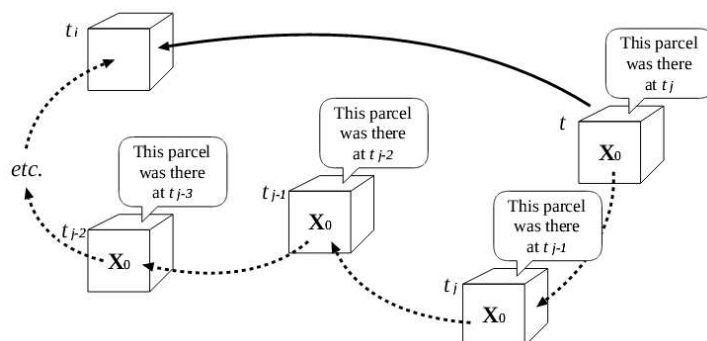 t i
This parcel
was there
at t j
t
X0
This parcel
was there
at t j-2
t j-1
X0
etc.
This parcel
was there
at t j-3
t j-2
X0
This parcel
was there
at t j-1
t j
X0